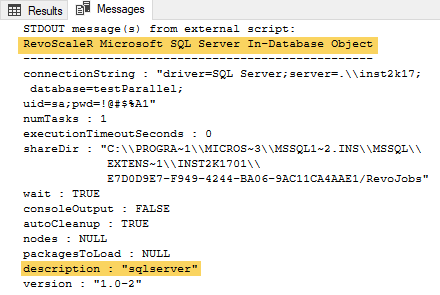 Results Messages
STDOUT message(s) from external script:
RevoScaleR Microsoft SQL Server In-Database Object
--------------------------------------------------
connectionString : "driver=SQL Server;server=.\\inst2k17;
database=testParallel;
uid=sa;pwd=!@#$%A1"
numTasks : 1
executionTimeoutSeconds : 0
shareDir : "C:\\PROGRA~1\\MICROS~3\\MSSQL1~2.INS\\MSSQL\\
EXTENS~1\\INST2K1701\\
E7D0D9E7-F949-4244-BA06-9AC11CA4AAE1/RevoJobs"
wait : TRUE
consoleOutput : FALSE
autoCleanup : TRUE
nodes : NULL
packagesToLoad : NULL
description : "sqlserver"
version : "1.0-2"